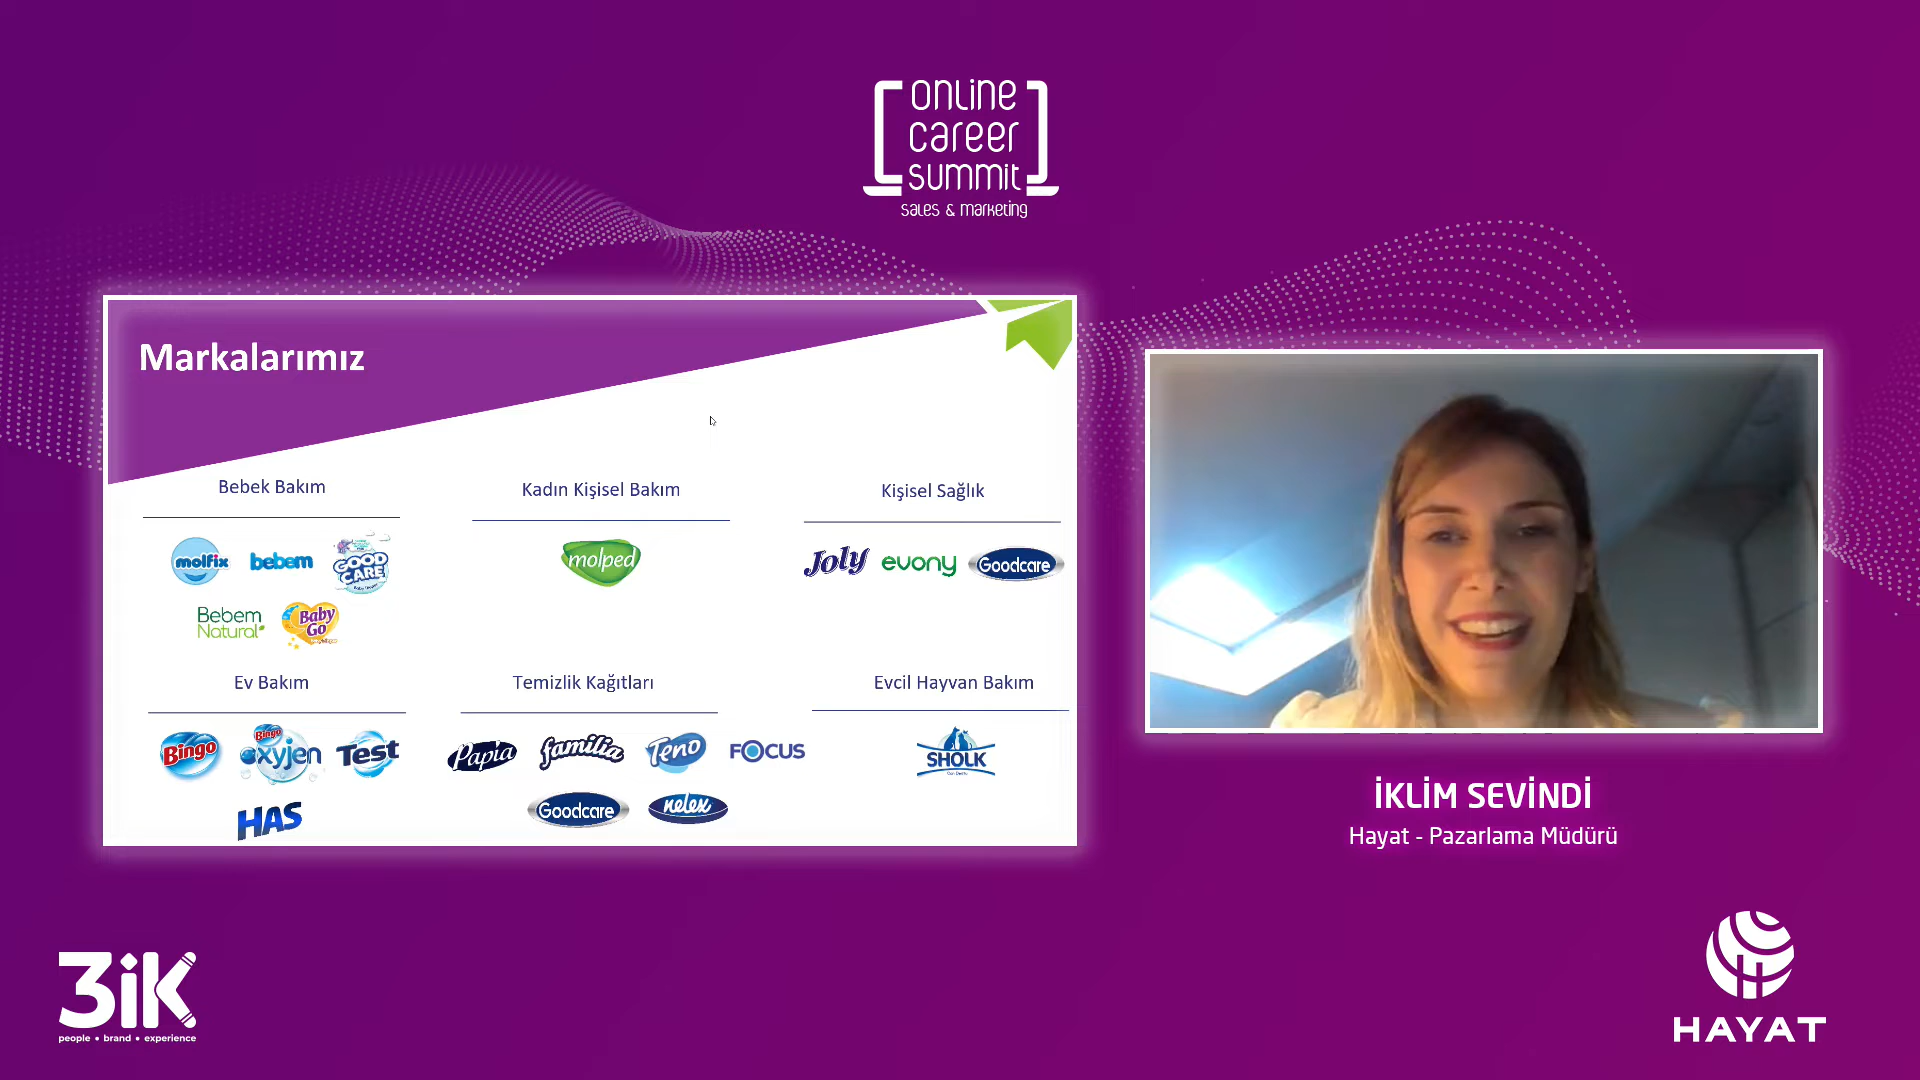 online
career
summit
sales & marketing
Markalarımız
Bebek Bakım
molfix
bebem
GOOD CARE
Bebem Natural
Baby Go
Kadın Kişisel Bakım
molped
Kişisel Sağlık
Joly
evony
Goodcare
Ev Bakım
Bingo
Bingo oxyjen
Test
HAS
Temizlik Kağıtları
Papia
familia
Teno
FOCUS
Goodcare
nelex
Evcil Hayvan Bakım
SHOLK
İKLİM SEVİNDİ
Hayat - Pazarlama Müdürü
3iK
people • brand • experience
HAYAT